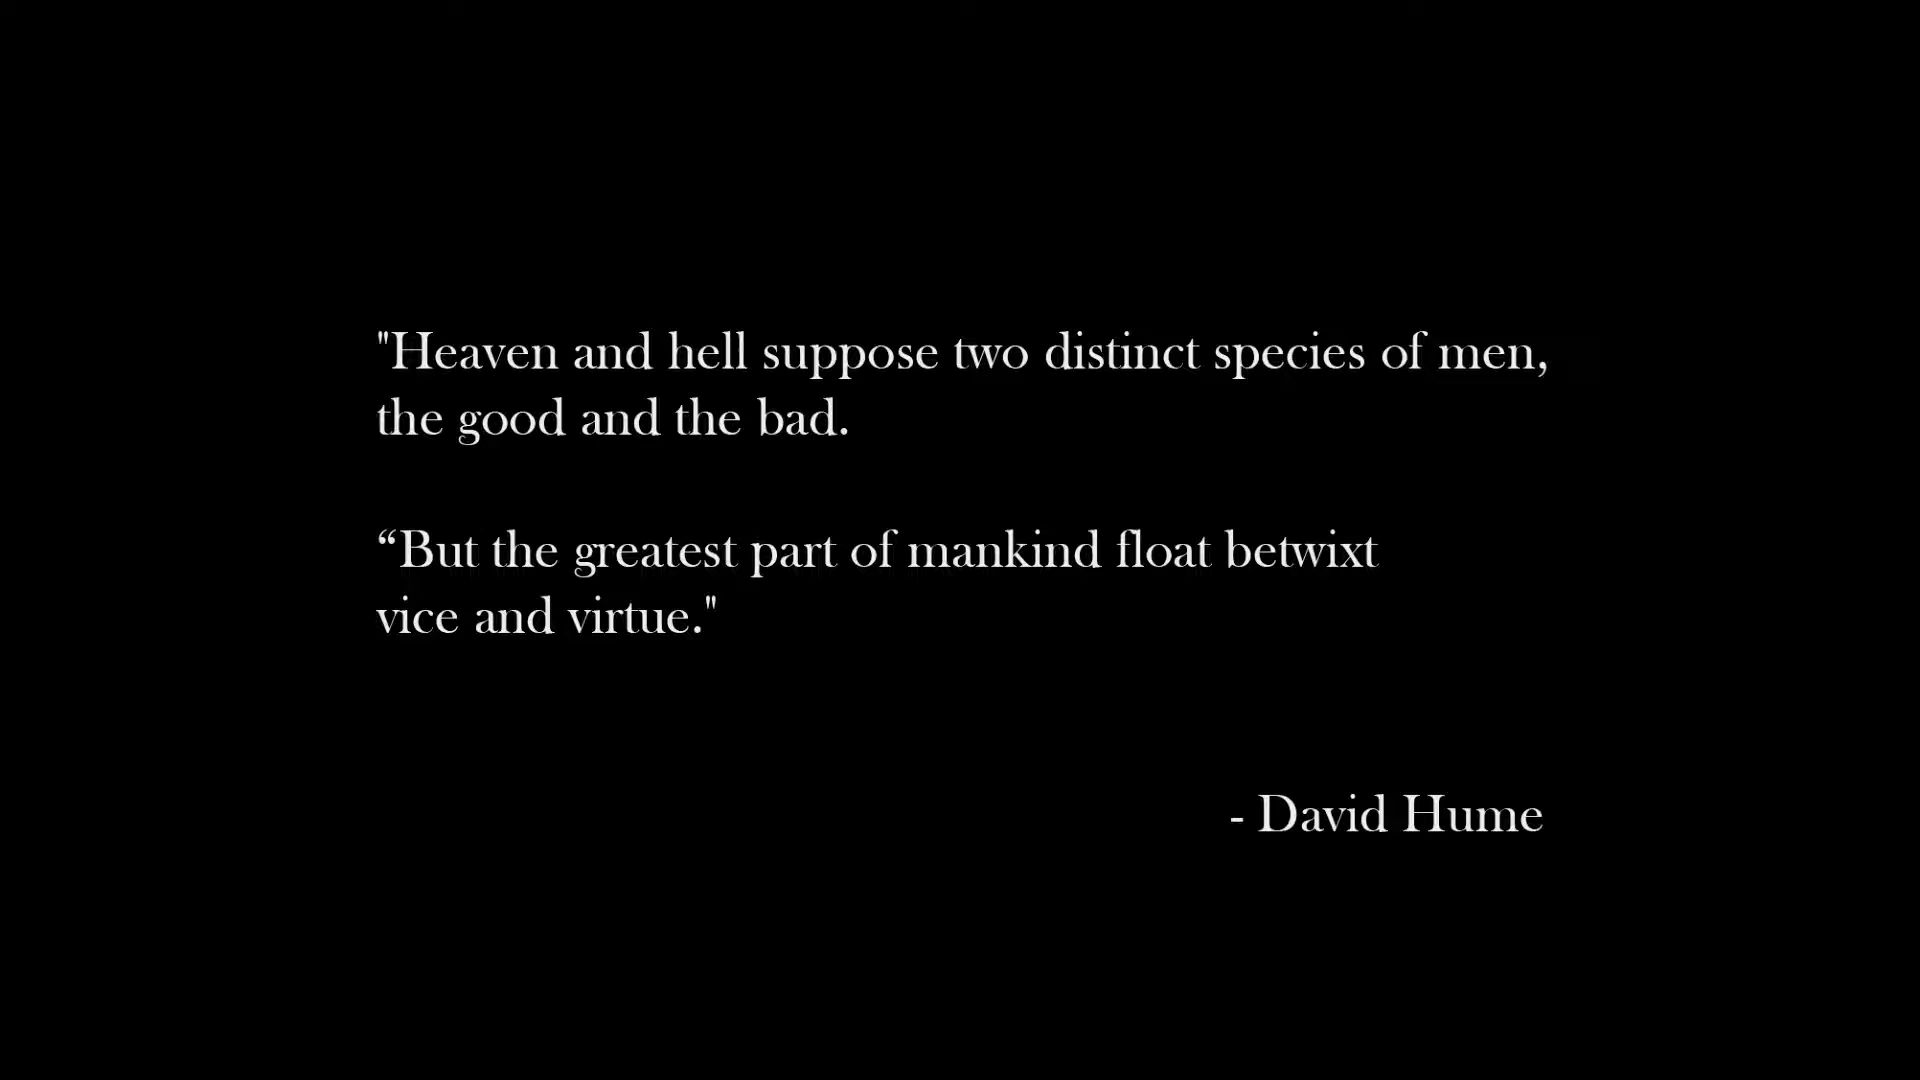 "Heaven and hell suppose two distinct species of men,
the good and the bad.
“But the greatest part of mankind float betwixt
vice and virtue."
- David Hume